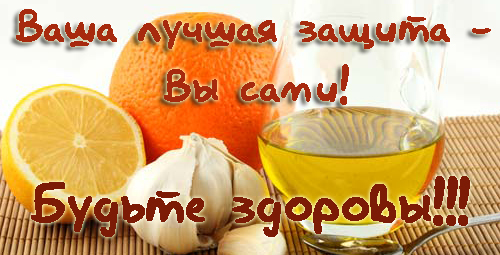 Ваша лучшая защита -
Вы сами!
Будьте здоровы!!!